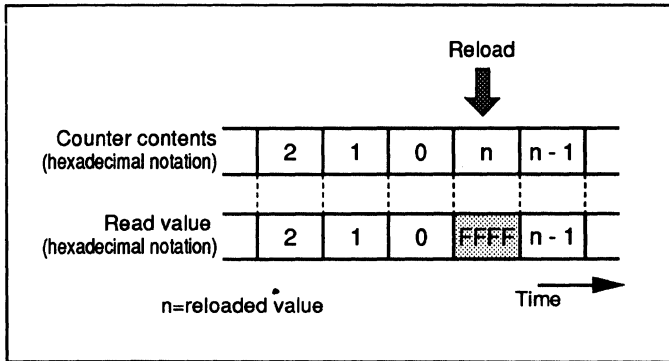 Reload
Counter contents
(hexadecimal notation)
2 1 0 n n - 1
Read value
(hexadecimal notation)
2 1 0 FFFF n - 1
n=reloaded value
Time